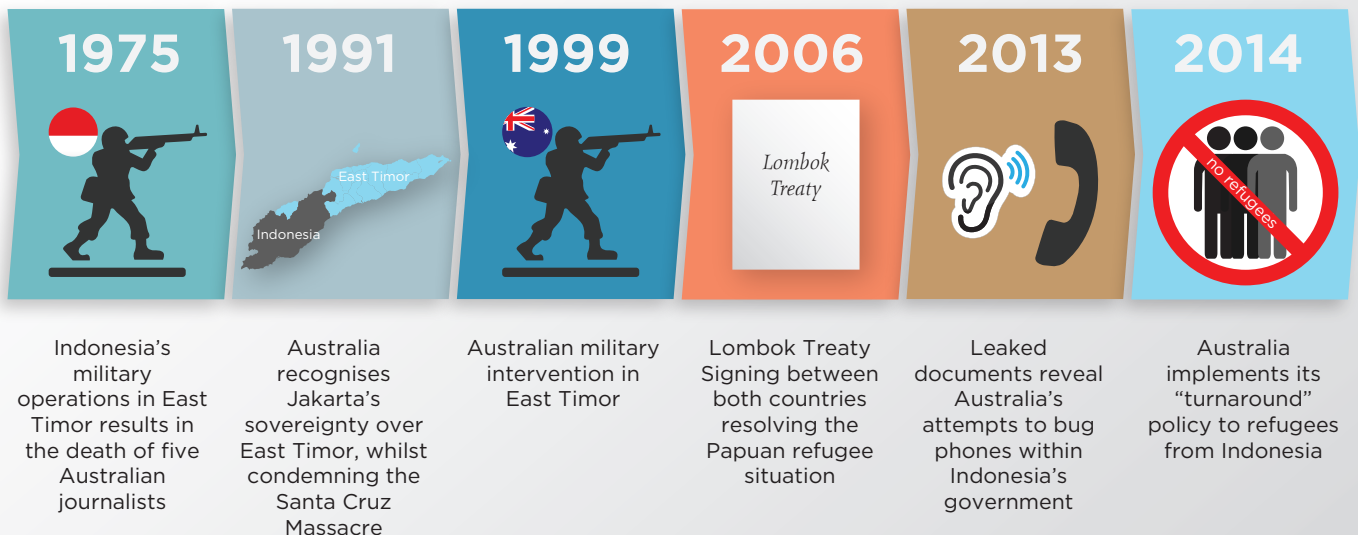 1975
1991
1999
2006
2013
2014
East Timor
Indonesia
Lombok
Treaty
no refugees
Indonesia’s
military
operations in East
Timor results in
the death of five
Australian
journalists
Australia
recognises
Jakarta’s
sovereignty over
East Timor, whilst
condemning the
Santa Cruz
Massacre
Australian military
intervention in
East Timor
Lombok Treaty
Signing between
both countries
resolving the
Papuan refugee
situation
Leaked
documents reveal
Australia’s
attempts to bug
phones within
Indonesia’s
government
Australia
implements its
“turnaround”
policy to refugees
from Indonesia